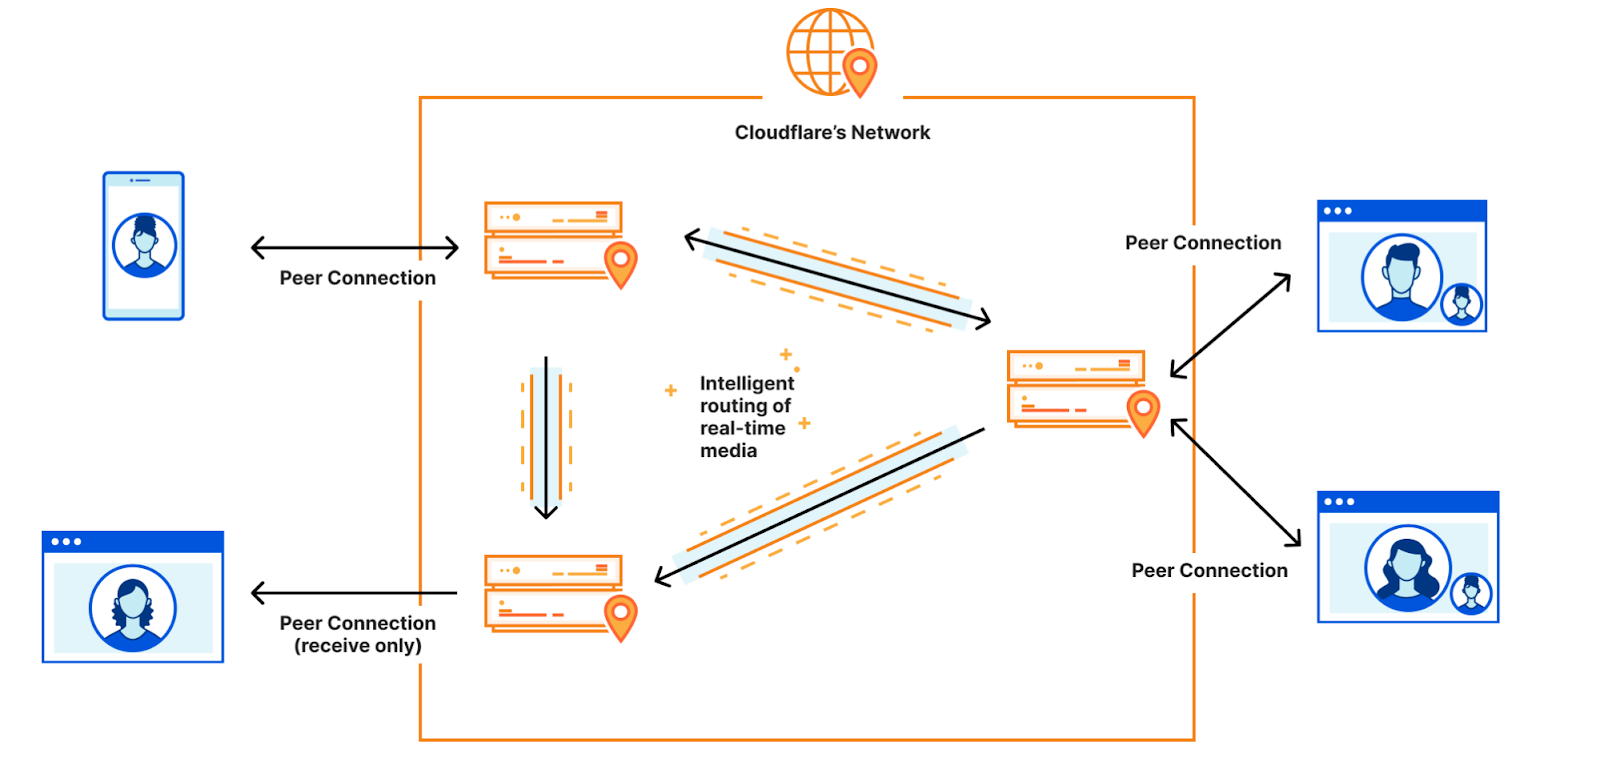 Cloudflare’s Network
Peer Connection
Peer Connection
Intelligent
routing of
real-time
media
Peer Connection
Peer Connection
(receive only)